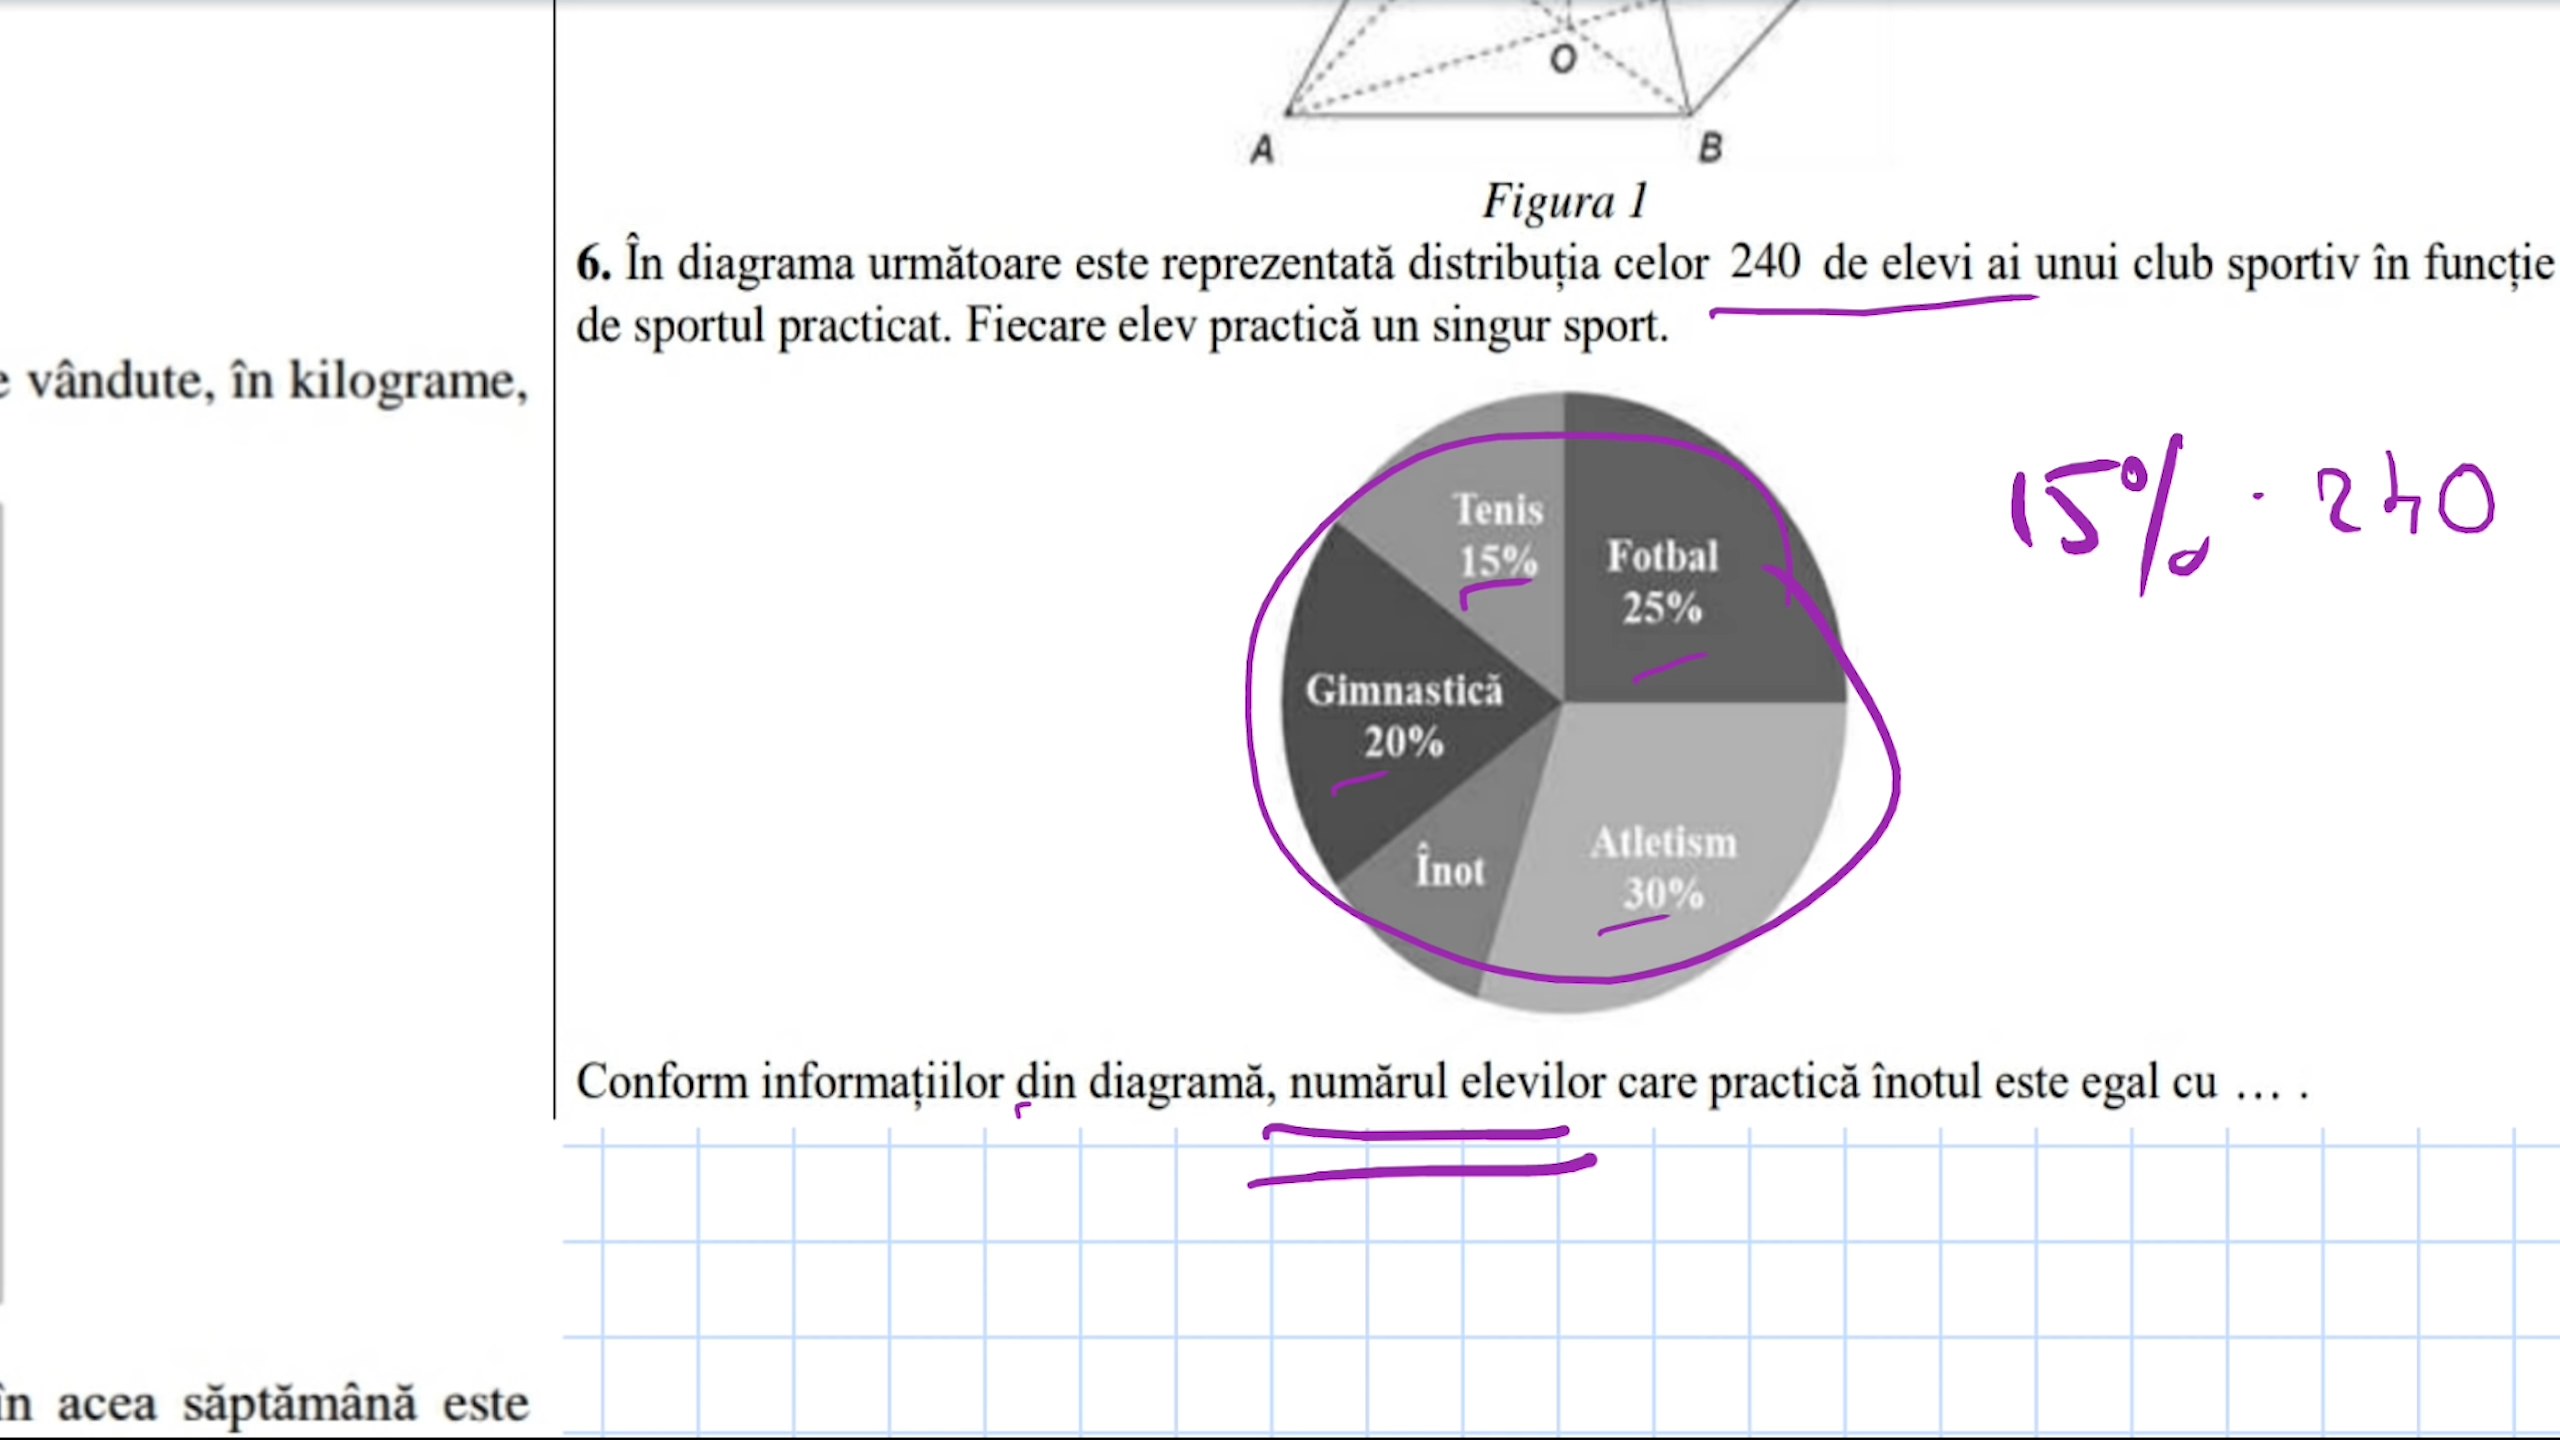 O
A
B
Figura 1
6. În diagrama următoare este reprezentată distribuția celor 240 de elevi ai unui club sportiv în funcție
de sportul practicat. Fiecare elev practică un singur sport.
vândute, în kilograme,
15% · 240
Tenis
15%
Fotbal
25%
Gimnastică
20%
Atletism
30%
Înot
Conform informațiilor din diagramă, numărul elevilor care practică înotul este egal cu … .
în acea săptămână este